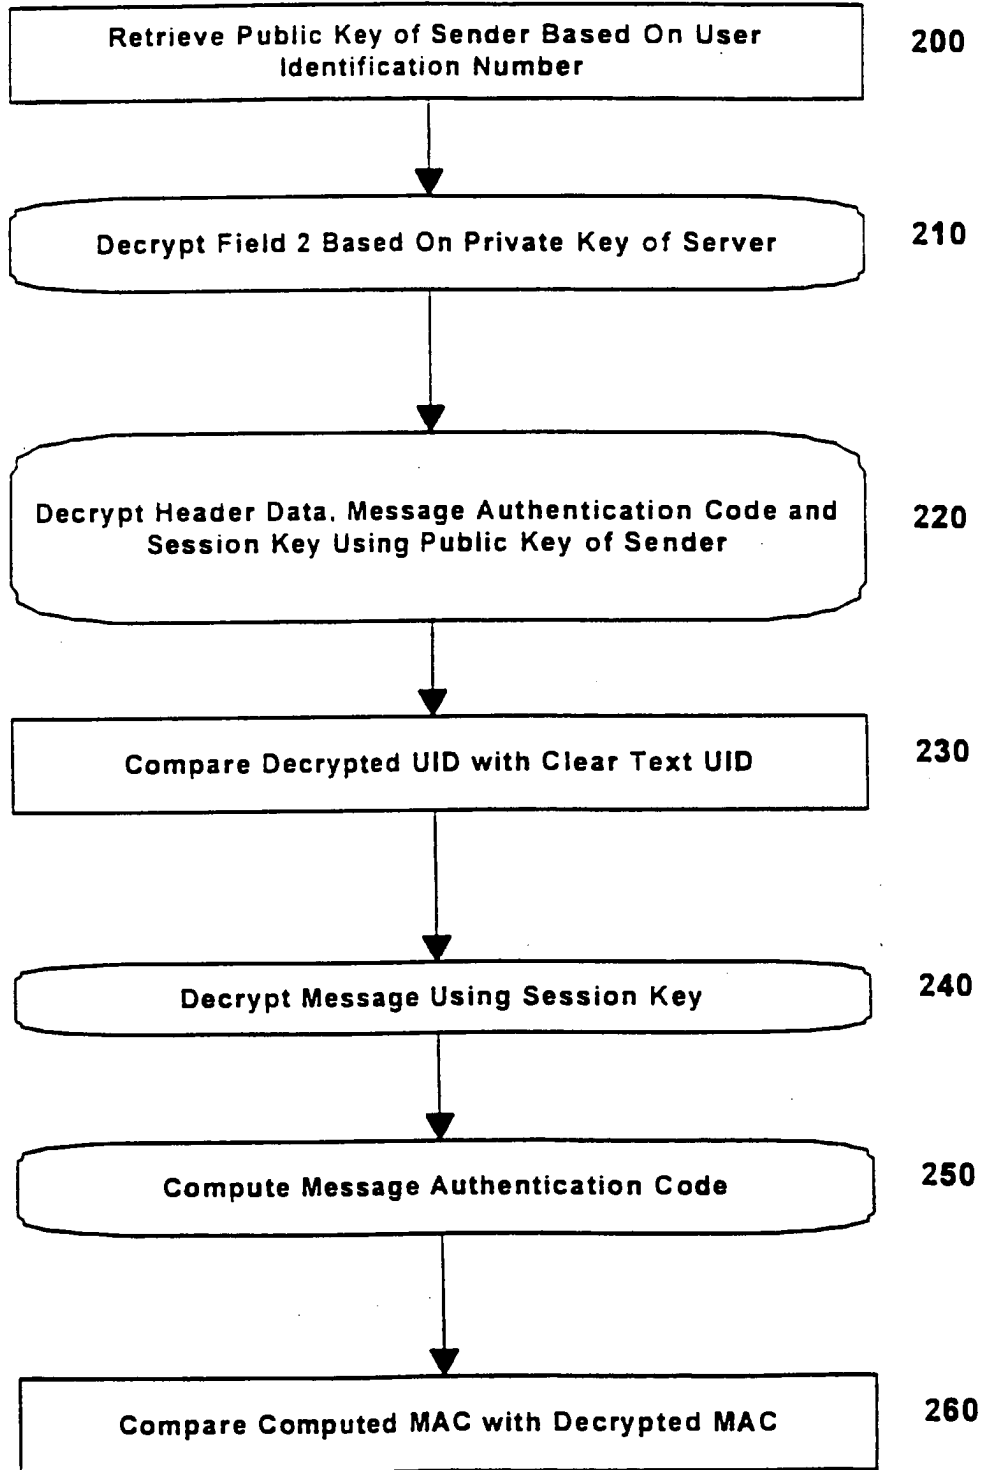 Retrieve Public Key of Sender Based On User
Identification Number
200
Decrypt Field 2 Based On Private Key of Server
210
Decrypt Header Data, Message Authentication Code and
Session Key Using Public Key of Sender
220
Compare Decrypted UID with Clear Text UID
230
Decrypt Message Using Session Key
240
Compute Message Authentication Code
250
Compare Computed MAC with Decrypted MAC
260